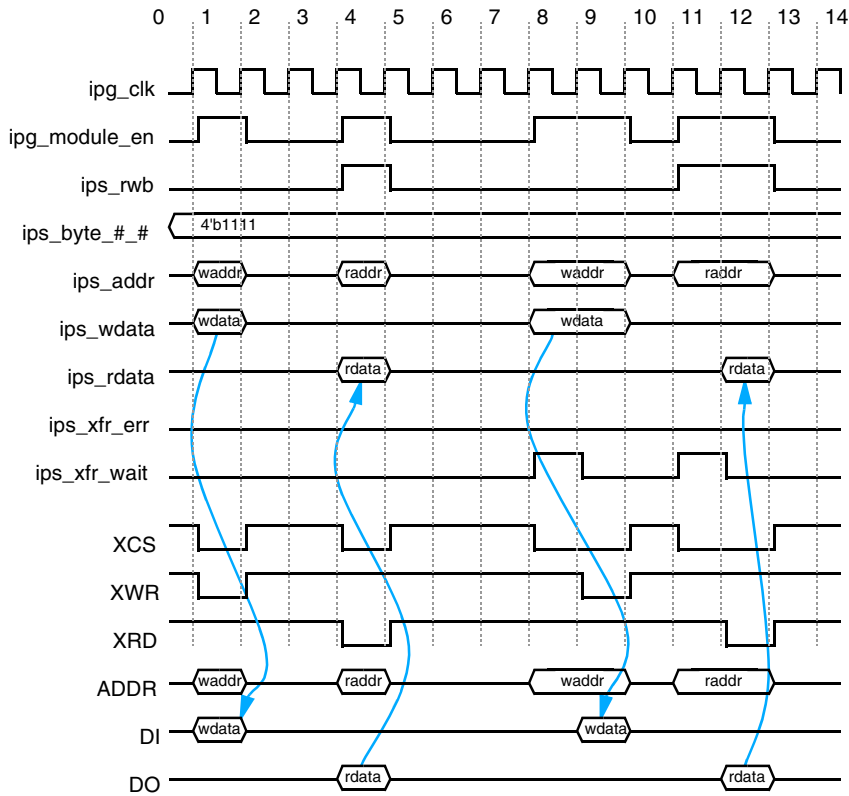 0 1 2 3 4 5 6 7 8 9 10 11 12 13 14
ipg_clk
ipg_module_en
ips_rwb
ips_byte_#_# 4'b1111
ips_addr waddr raddr waddr raddr
ips_wdata wdata wdata
ips_rdata rdata rdata
ips_xfr_err
ips_xfr_wait
XCS
XWR
XRD
ADDR waddr raddr waddr raddr
DI wdata wdata
DO rdata rdata